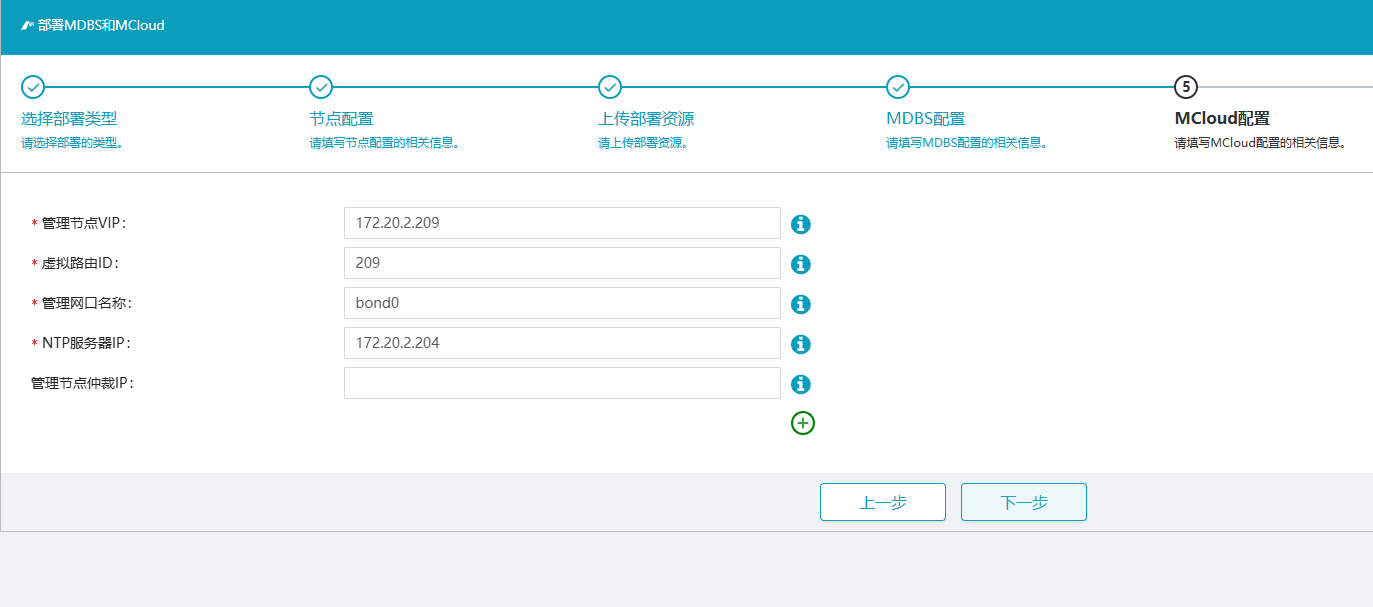 部署MDBS和MCloud
5
选择部署类型
节点配置
上传部署资源
MDBS配置
MCloud配置
请选择部署的类型。
请填写节点配置的相关信息。
请上传部署资源。
请填写MDBS配置的相关信息。
请填写MCloud配置的相关信息。
* 管理节点VIP： 172.20.2.209
* 虚拟路由ID： 209
* 管理网口名称： bond0
* NTP服务器IP： 172.20.2.204
管理节点仲裁IP：
上一步
下一步